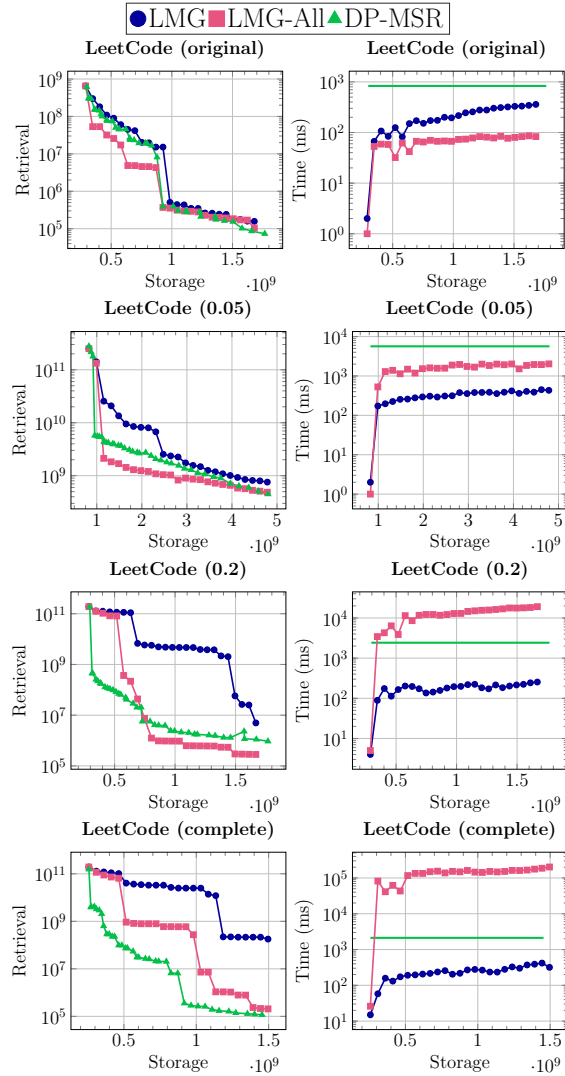 LMG LMG-All DP-MSR
LeetCode (original) LeetCode (original)
10^9 10^8 10^7 10^6 10^5
Retrieval
0.5 1 1.5
Storage
·10^9
10^3 10^2 10^1 10^0
Time (ms)
0.5 1 1.5
Storage
·10^9
LeetCode (0.05) LeetCode (0.05)
10^11 10^10 10^9
Retrieval
1 2 3 4 5
Storage
·10^9
10^4 10^3 10^2 10^1 10^0
Time (ms)
1 2 3 4 5
Storage
·10^9
LeetCode (0.2) LeetCode (0.2)
10^11 10^9 10^7 10^5
Retrieval
0.5 1 1.5
Storage
·10^9
10^4 10^3 10^2 10^1
Time (ms)
0.5 1 1.5
Storage
·10^9
LeetCode (complete) LeetCode (complete)
10^11 10^9 10^7 10^5
Retrieval
0.5 1 1.5
Storage
·10^9
10^5 10^4 10^3 10^2 10^1
Time (ms)
0.5 1 1.5
Storage
·10^9